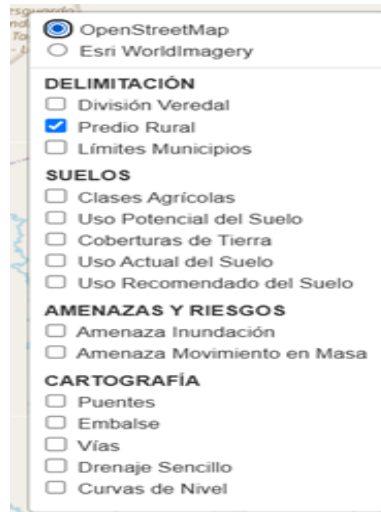 OpenStreetMap
Esri WorldImagery
DELIMITACIÓN
División Veredal
Predio Rural
Límites Municipios
SUELOS
Clases Agrícolas
Uso Potencial del Suelo
Coberturas de Tierra
Uso Actual del Suelo
Uso Recomendado del Suelo
AMENAZAS Y RIESGOS
Amenaza Inundación
Amenaza Movimiento en Masa
CARTOGRAFÍA
Puentes
Embalse
Vías
Drenaje Sencillo
Curvas de Nivel